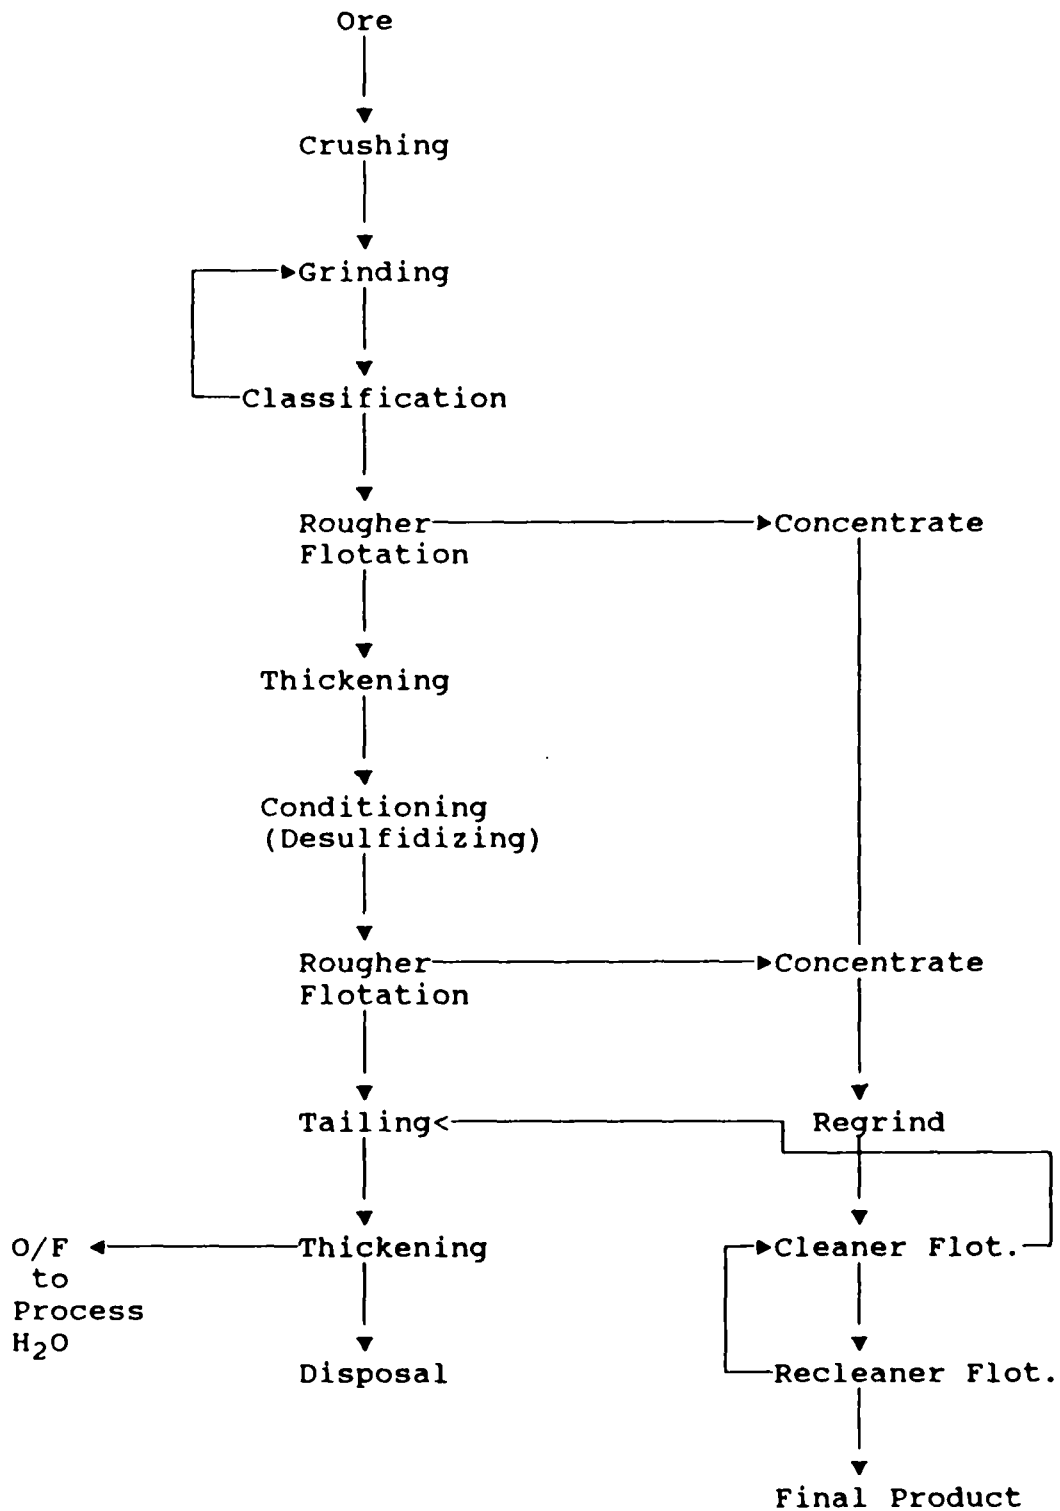 Ore
Crushing
Grinding
Classification
Rougher
Flotation
Concentrate
Thickening
Conditioning
(Desulfidizing)
Rougher
Flotation
Concentrate
Tailing<
Regrind
O/F
to
Process
H₂O
Thickening
Cleaner Flot.
Disposal
Recleaner Flot.
Final Product